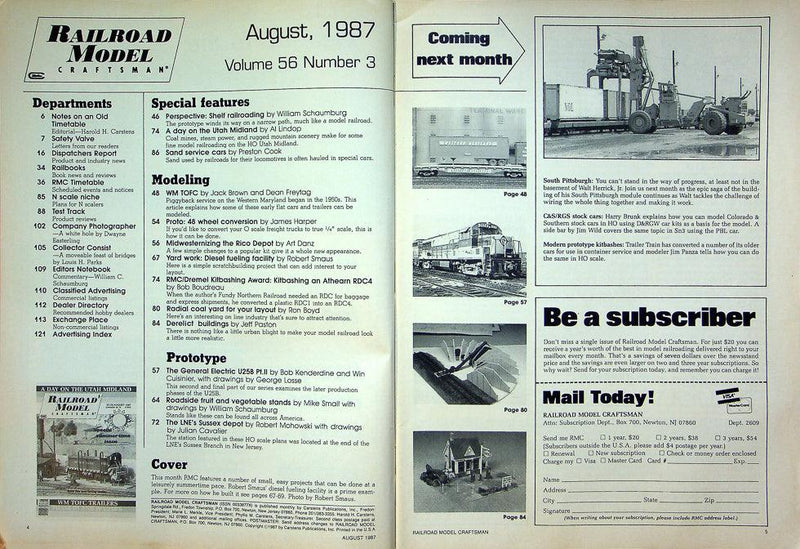 RAILROAD
MODEL
CRAFTSMAN
August, 1987
Volume 56 Number 3
Departments
6 Notes on an Old
Timetable
Editorial—Harold H. Carstens
7 Safety Valve
Letters from our readers
16 Dispatchers Report
Product and industry news
34 Railbooks
Book news and reviews
36 RMC Timetable
Scheduled events and notices
85 N scale niche
Plans for N scalers
88 Test Track
Product reviews
102 Company Photographer
—A white hole by Dwayne
Easterling
105 Collector Consist
—A moveable feast of bridges
by Louis H. Parks
109 Editors Notebook
Commentary—William C.
Schaumburg
110 Classified Advertising
Commercial listings
112 Dealer Directory
Recommended hobby dealers
113 Exchange Place
Non-commercial listings
121 Advertising Index
A DAY ON THE UTAH MIDLAND
RAILROAD
MODEL
CRAFTSMAN
WM TOFC TRAILERS
4
Special features
46 Perspective: Shelf railroading by William Schaumburg
The prototype winds its way on a narrow path, much like a model railroad.
74 A day on the Utah Midland by Al Lindop
Coal mines, steam power, and rugged mountain scenery make for some
fine model railroading on the HO Utah Midland.
86 Sand service cars by Preston Cook
Sand used by railroads for their locomotives is often hauled in special cars.
Modeling
48 WM TOFC by Jack Brown and Dean Freytag
Piggyback service on the Western Maryland began in the 1950s. This
article explains how some of these early flat cars and trailers can be
modeled.
54 Proto: 48 wheel conversion by James Harper
If you'd like to convert your O scale freight trucks to true ¼" scale, this is
how it can be done.
56 Midwesternizing the Rico Depot by Art Danz
A few simple changes to a popular kit give it a whole new appearance.
67 Yard work: Diesel fueling facility by Robert Smaus
Here is a simple scratchbuilding project that can add interest to your
layout.
74 RMC/Dremel Kitbashing Award: Kitbashing an Athearn RDC4
by Bob Boudreau
When the author's Fundy Northern Railroad needed an RDC for baggage
and express shipments, he converted a plastic RDC1 into an RDC4.
80 Radial coal yard for your layout by Ron Boyd
Here's an interesting on line industry that's sure to attract attention.
84 Derelict buildings by Jeff Paston
There is nothing like a little urban blight to make your model railroad look
a little more realistic.
Prototype
57 The General Electric U25B Pt.II by Bob Kenderdine and Win
Cuisinier, with drawings by George Losse
This second and final part of our series examines the later production
phases of the U25B.
64 Roadside fruit and vegetable stands by Mike Small with
drawings by William Schaumburg
Stands like these can be found all across America.
72 The LNE's Sussex depot by Robert Mohowski with drawings
by Julian Cavalier
The station featured in these HO scale plans was located at the end of the
LNE's Sussex Branch in New Jersey.
Cover
This month RMC features a number of small, easy projects that can be done at a
leisurely summertime pace. Robert Smaus' diesel fueling facility is a prime exam-
ple. For more on how he built it see pages 67-69. Photo by Robert Smaus.
AUGUST 1987
Coming
next month
Page 48
Page 57
Page 80
Page 84
RAILROAD MODEL CRAFTSMAN
South Pittsburgh: You can't stand in the way of progress, at least not in the
basement of Walt Herrick, Jr. Join us next month as the epic saga of the build-
ing of his South Pittsburgh module continues as Walt tackles the challenge of
wiring the whole thing together and making it work.
C&S/RGS stock cars: Harry Brunk explains how you can model Colorado &
Southern stock cars in HO using D&RGW car kits as a basis for the model. A
side bar by Jim Wild covers the same topic in Sn3 using the PBL car.
Modern prototype kitbashes: Trailer Train has converted a number of its older
cars for use in container service and modeler Jim Panza tells how you can do
the same in HO scale.
Be a subscriber
Don't miss a single issue of Railroad Model Craftsman. For just $20 you can
receive a year's worth of the best in model railroading delivered right to your
mailbox every month. That's a savings of seven dollars over the newsstand
price and the savings are even larger on two and three year subscriptions. So
why wait? Send for your subscription today, and remember you can charge it!
Mail Today!
VISA
RAILROAD MODEL CRAFTSMAN
Attn: Subscription Dept., Box 700, Newton, NJ 07860 Dept. 2609
Send me RMC □ 1 year, $20 □ 2 years, $38 □ 3 years, $54
(Subscribers outside the U.S.A. please add $4 postage per year.)
□ Renewal □ New subscription □ Check or money order enclosed
Charge my □ Visa □ Master Card Card # Exp.
Name
Address
City State Zip
Signature
(When writing about your subscription, please include RMC address label.)
5